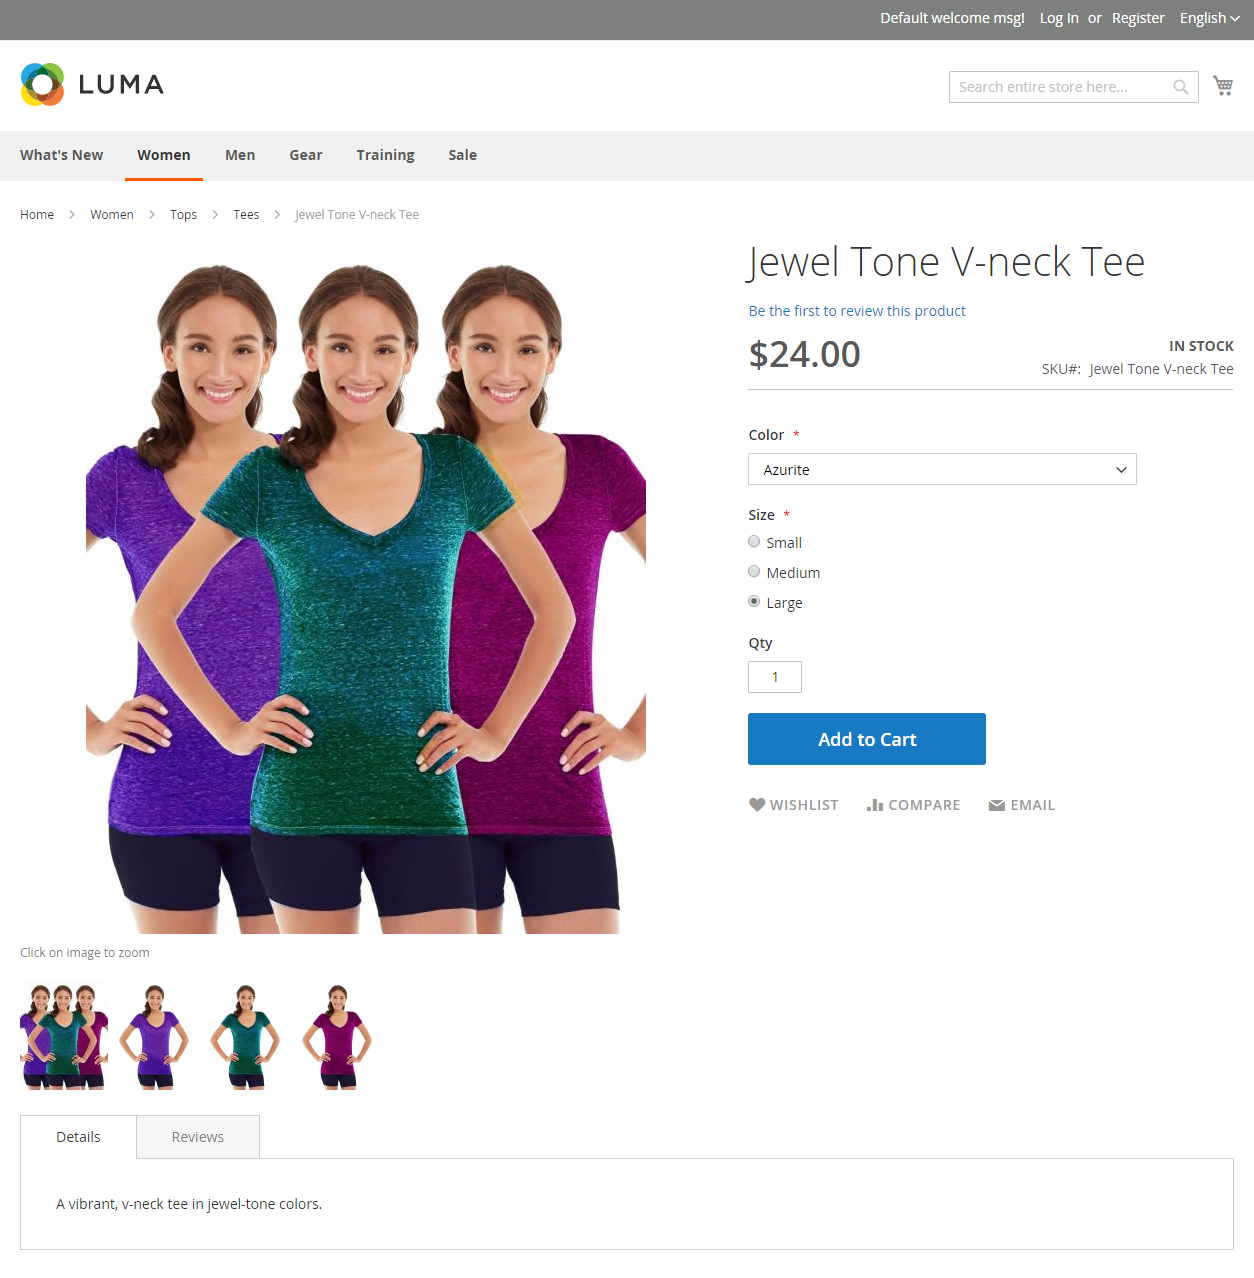 Default welcome msg! Log In or Register English
LUMA
Search entire store here...
What's New Women Men Gear Training Sale
Home Women Tops Tees Jewel Tone V-neck Tee
Jewel Tone V-neck Tee
Be the first to review this product
$24.00
IN STOCK
SKU#: Jewel Tone V-neck Tee
Color *
Azurite
Size *
Small
Medium
Large
Qty
1
Add to Cart
WISHLIST COMPARE EMAIL
Click on image to zoom
Details Reviews
A vibrant, v-neck tee in jewel-tone colors.